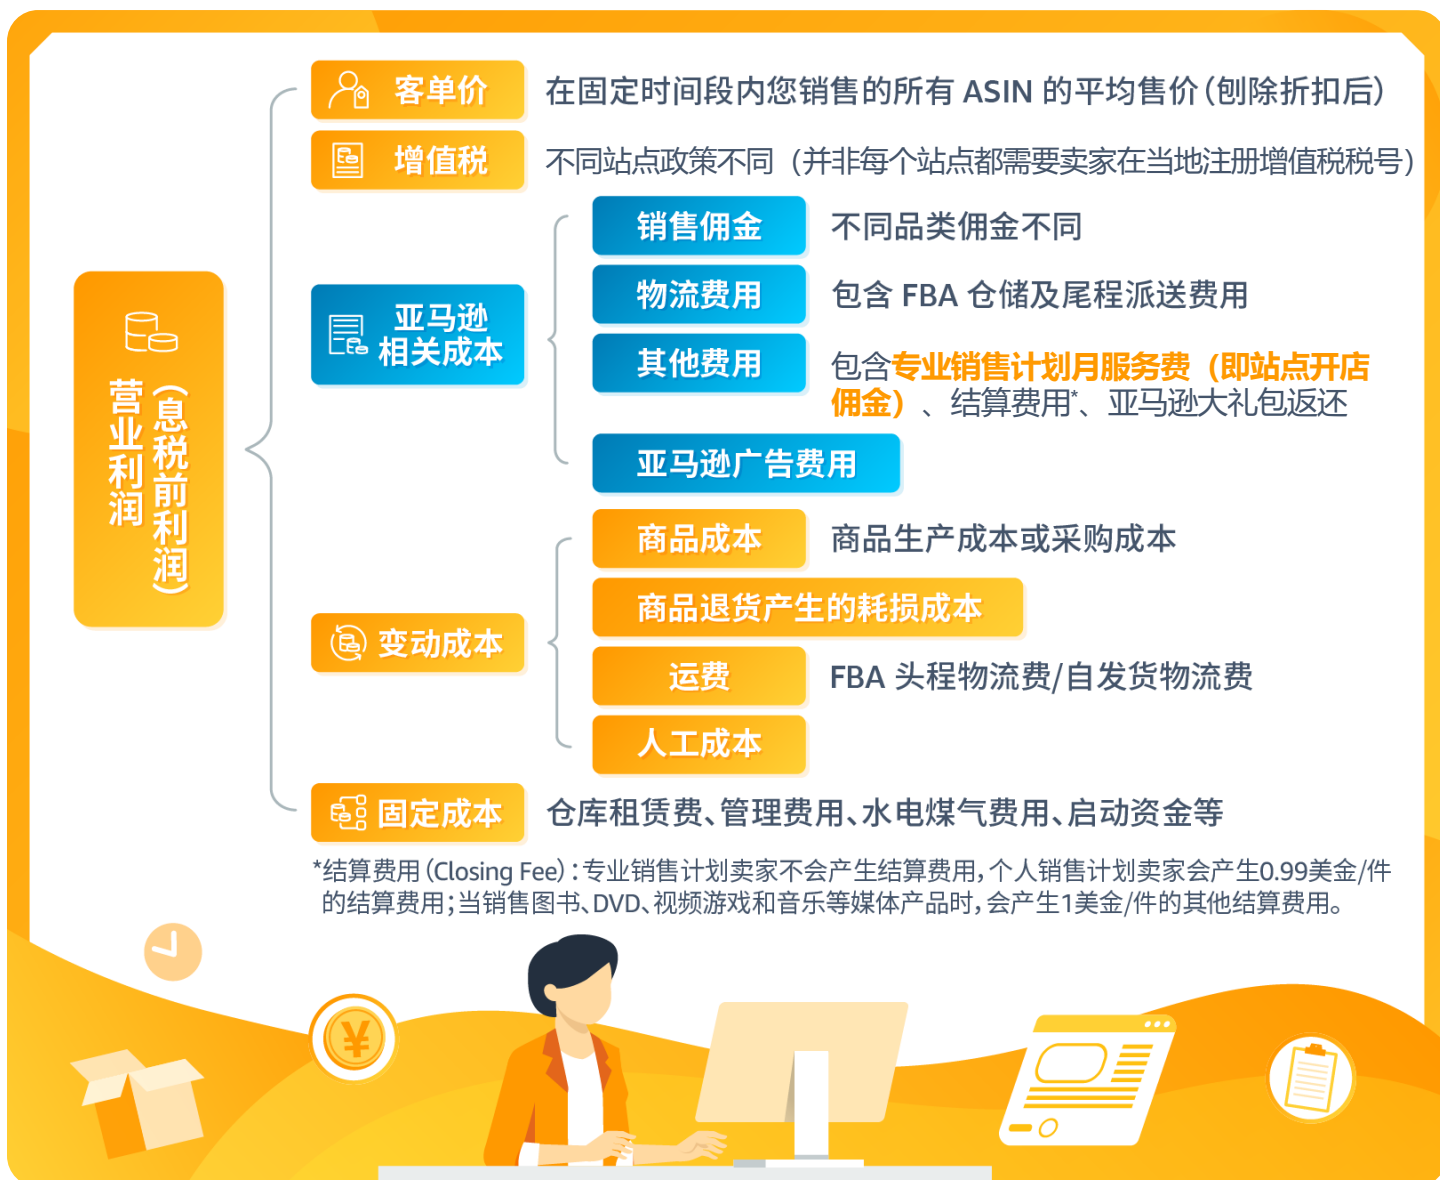 客单价
在固定时间段内您销售的所有 ASIN 的平均售价(刨除折扣后)
增值税
不同站点政策不同（并非每个站点都需要卖家在当地注册增值税税号）
营业利润
（息税前利润）
亚马逊
相关成本
销售佣金
不同品类佣金不同
物流费用
包含 FBA 仓储及尾程派送费用
其他费用
包含专业销售计划月服务费（即站点开店
佣金）、结算费用*、亚马逊大礼包返还
亚马逊广告费用
变动成本
商品成本
商品生产成本或采购成本
商品退货产生的耗损成本
运费
FBA 头程物流费/自发货物流费
人工成本
固定成本
仓库租赁费、管理费用、水电煤气费用、启动资金等
*结算费用(Closing Fee)：专业销售计划卖家不会产生结算费用，个人销售计划卖家会产生0.99美金/件
的结算费用；当销售图书、DVD、视频游戏和音乐等媒体产品时，会产生1美金/件的其他结算费用。
¥